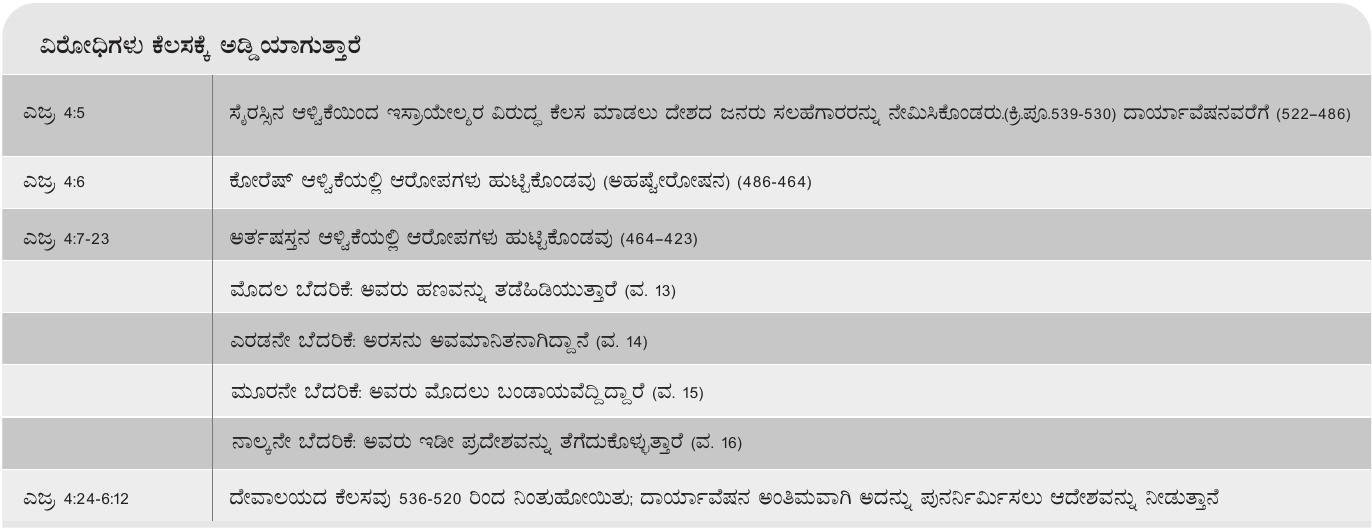 ವಿರೋಧಿಗಳು ಕೆಲಸಕ್ಕೆ ಅಡ್ಡಿಯಾಗುತ್ತಾರೆ
ಎಜ್ರ 4:5 ಸೈರಸ್ಸಿನ ಆಳ್ವಿಕೆಯಿಂದ ಇಸ್ರಾಯೇಲ್ಯರ ವಿರುದ್ಧ ಕೆಲಸ ಮಾಡಲು ದೇಶದ ಜನರು ಸಲಹೆಗಾರರನ್ನು ನೇಮಿಸಿಕೊಂಡರು.(ಕ್ರಿ.ಪೂ.539-530) ದಾರ್ಯಾವೆಷನವರೆಗೆ (522–486)
ಎಜ್ರ 4:6 ಕೋರೆಷ್ ಆಳ್ವಿಕೆಯಲ್ಲಿ ಆರೋಪಗಳು ಹುಟ್ಟಿಕೊಂಡವು (ಅಹಷ್ವೇರೋಷನ) (486-464)
ಎಜ್ರ 4:7-23 ಅರ್ತಷಸ್ತನ ಆಳ್ವಿಕೆಯಲ್ಲಿ ಆರೋಪಗಳು ಹುಟ್ಟಿಕೊಂಡವು (464–423)
ಮೊದಲ ಬೆದರಿಕೆ: ಅವರು ಹಣವನ್ನು ತಡೆಹಿಡಿಯುತ್ತಾರೆ (ವ. 13)
ಎರಡನೇ ಬೆದರಿಕೆ: ಅರಸನು ಅವಮಾನಿತನಾಗಿದ್ದಾನೆ (ವ. 14)
ಮೂರನೇ ಬೆದರಿಕೆ: ಅವರು ಮೊದಲು ಬಂಡಾಯವೆದ್ದಿದ್ದಾರೆ (ವ. 15)
ನಾಲ್ಕನೇ ಬೆದರಿಕೆ: ಅವರು ಇಡೀ ಪ್ರದೇಶವನ್ನು ತೆಗೆದುಕೊಳ್ಳುತ್ತಾರೆ (ವ. 16)
ಎಜ್ರ 4:24-6:12 ದೇವಾಲಯದ ಕೆಲಸವು 536-520 ರಿಂದ ನಿಂತುಹೋಯಿತು; ದಾರ್ಯಾವೆಷನ ಅಂತಿಮವಾಗಿ ಅದನ್ನು ಪುನರ್ನಿರ್ಮಿಸಲು ಆದೇಶವನ್ನು ನೀಡುತ್ತಾನೆ